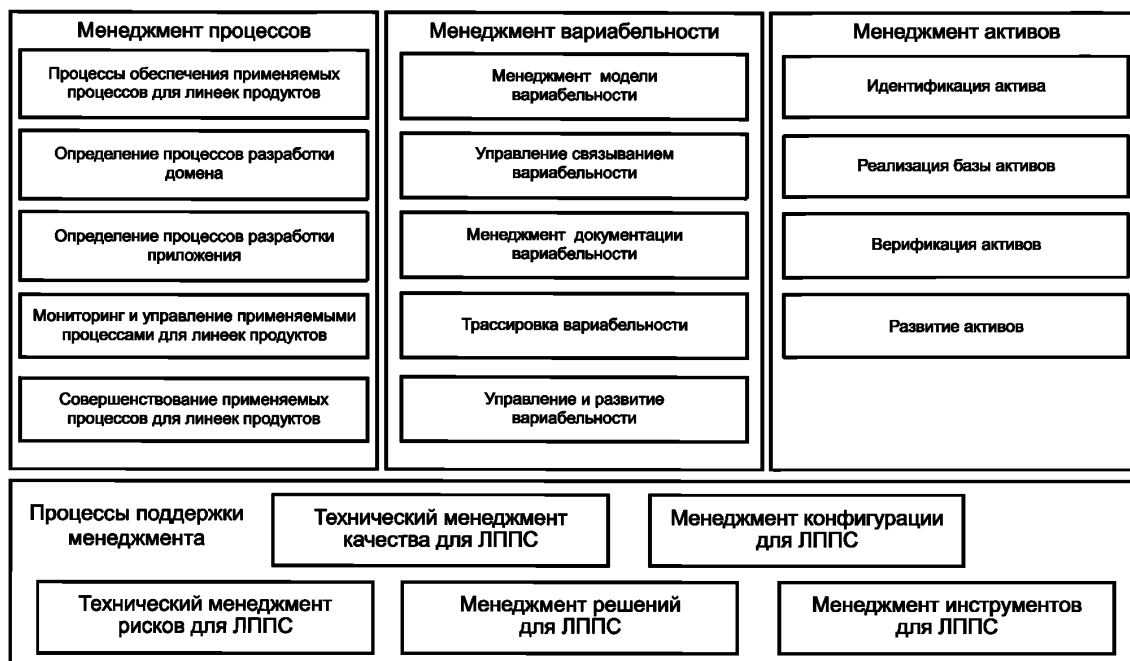 Менеджмент процессов
Процессы обеспечения применяемых
процессов для линеек продуктов
Определение процессов разработки
домена
Определение процессов разработки
приложения
Мониторинг и управление применяемыми
процессами для линеек продуктов
Совершенствование применяемых
процессов для линеек продуктов
Менеджмент вариабельности
Менеджмент модели
вариабельности
Управление связыванием
вариабельности
Менеджмент документации
вариабельности
Трассировка вариабельности
Управление и развитие
вариабельности
Менеджмент активов
Идентификация актива
Реализация базы активов
Верификация активов
Развитие активов
Процессы поддержки
менеджмента
Технический менеджмент
качества для ЛППС
Менеджмент конфигурации
для ЛППС
Технический менеджмент
рисков для ЛППС
Менеджмент решений
для ЛППС
Менеджмент инструментов
для ЛППС